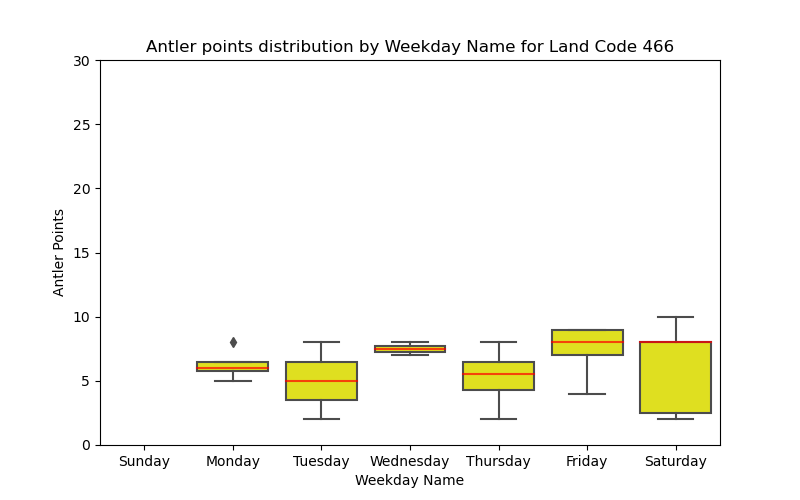 Antler points distribution by Weekday Name for Land Code 466
30
25
20
15
10
5
0
Antler Points
Sunday Monday Tuesday Wednesday Thursday Friday Saturday
Weekday Name